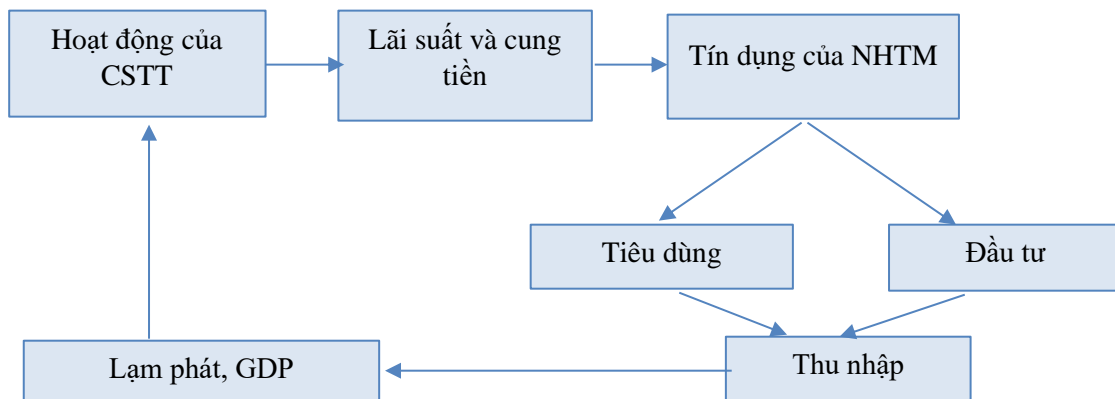 Hoạt động của
CSTT
Lãi suất và cung
tiền
Tín dụng của NHTM
Tiêu dùng
Đầu tư
Lạm phát, GDP
Thu nhập